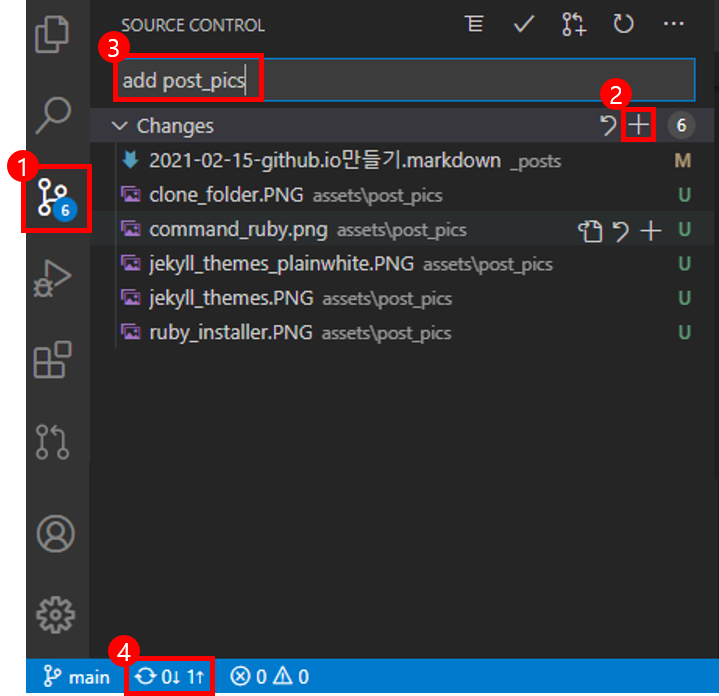 SOURCE CONTROL
3
add post_pics
2
Changes 6
1
2021-02-15-github.io만들기.markdown _posts M
clone_folder.PNG assets\post_pics U
6
command_ruby.png assets\post_pics U
jekyll_themes_plainwhite.PNG assets\post_pics U
jekyll_themes.PNG assets\post_pics U
ruby_installer.PNG assets\post_pics U
4
main 0↓ 1↑ 0 0